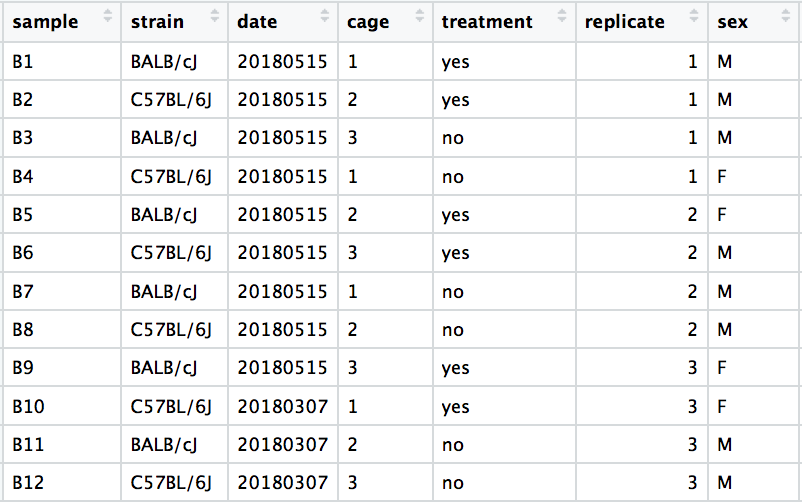 sample strain date cage treatment replicate sex
B1 BALB/cJ 20180515 1 yes 1 M
B2 C57BL/6J 20180515 2 yes 1 M
B3 BALB/cJ 20180515 3 no 1 M
B4 C57BL/6J 20180515 1 no 1 F
B5 BALB/cJ 20180515 2 yes 2 F
B6 C57BL/6J 20180515 3 yes 2 M
B7 BALB/cJ 20180515 1 no 2 M
B8 C57BL/6J 20180515 2 no 2 M
B9 BALB/cJ 20180515 3 yes 3 F
B10 C57BL/6J 20180307 1 yes 3 F
B11 BALB/cJ 20180307 2 no 3 M
B12 C57BL/6J 20180307 3 no 3 M